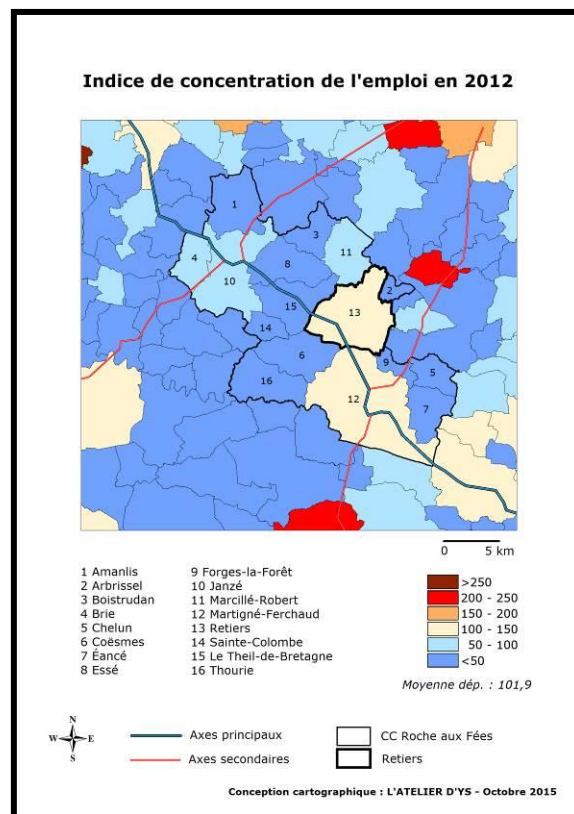 Indice de concentration de l'emploi en 2012
1
3
4
11
8
10
2
15
13
14
9
5
6
16
12
7
0 5 km
1 Amanlis
2 Arbrissel
3 Boistrudan
4 Brie
5 Chelun
6 Coësmes
7 Éancé
8 Essé
9 Forges-la-Forêt
10 Janzé
11 Marcillé-Robert
12 Martigné-Ferchaud
13 Retiers
14 Sainte-Colombe
15 Le Theil-de-Bretagne
16 Thourie
>250
200 - 250
150 - 200
100 - 150
50 - 100
<50
Moyenne dép. : 101,9
N
W E
S
Axes principaux
Axes secondaires
CC Roche aux Fées
Retiers
Conception cartographique : L'ATELIER D'YS - Octobre 2015